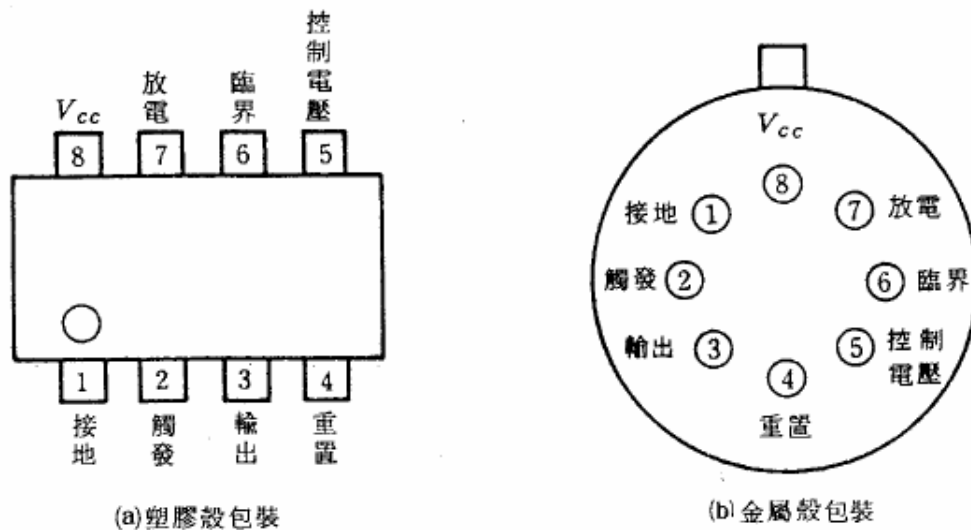 控制電壓
放電
臨界
Vcc
8
7
6
5
1
2
3
4
接地
觸發
輸出
重置
(a)塑膠殼包裝
Vcc
8
接地
1
7
放電
觸發
2
6
臨界
輸出
3
5
控制
電壓
4
重置
(b)金屬殼包裝